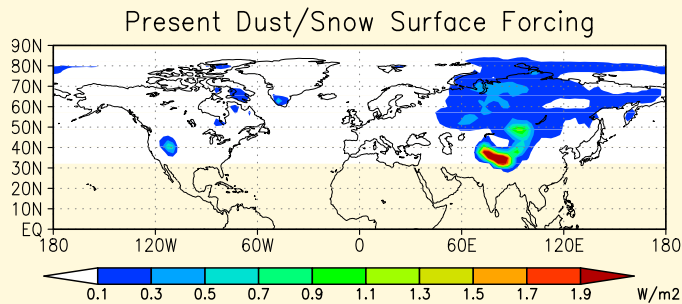 Present Dust/Snow Surface Forcing
90N
80N
70N
60N
50N
40N
30N
20N
10N
EQ
180 120W 60W 0 60E 120E 180
0.1 0.3 0.5 0.7 0.9 1.1 1.3 1.5 1.7 1.9 W/m2